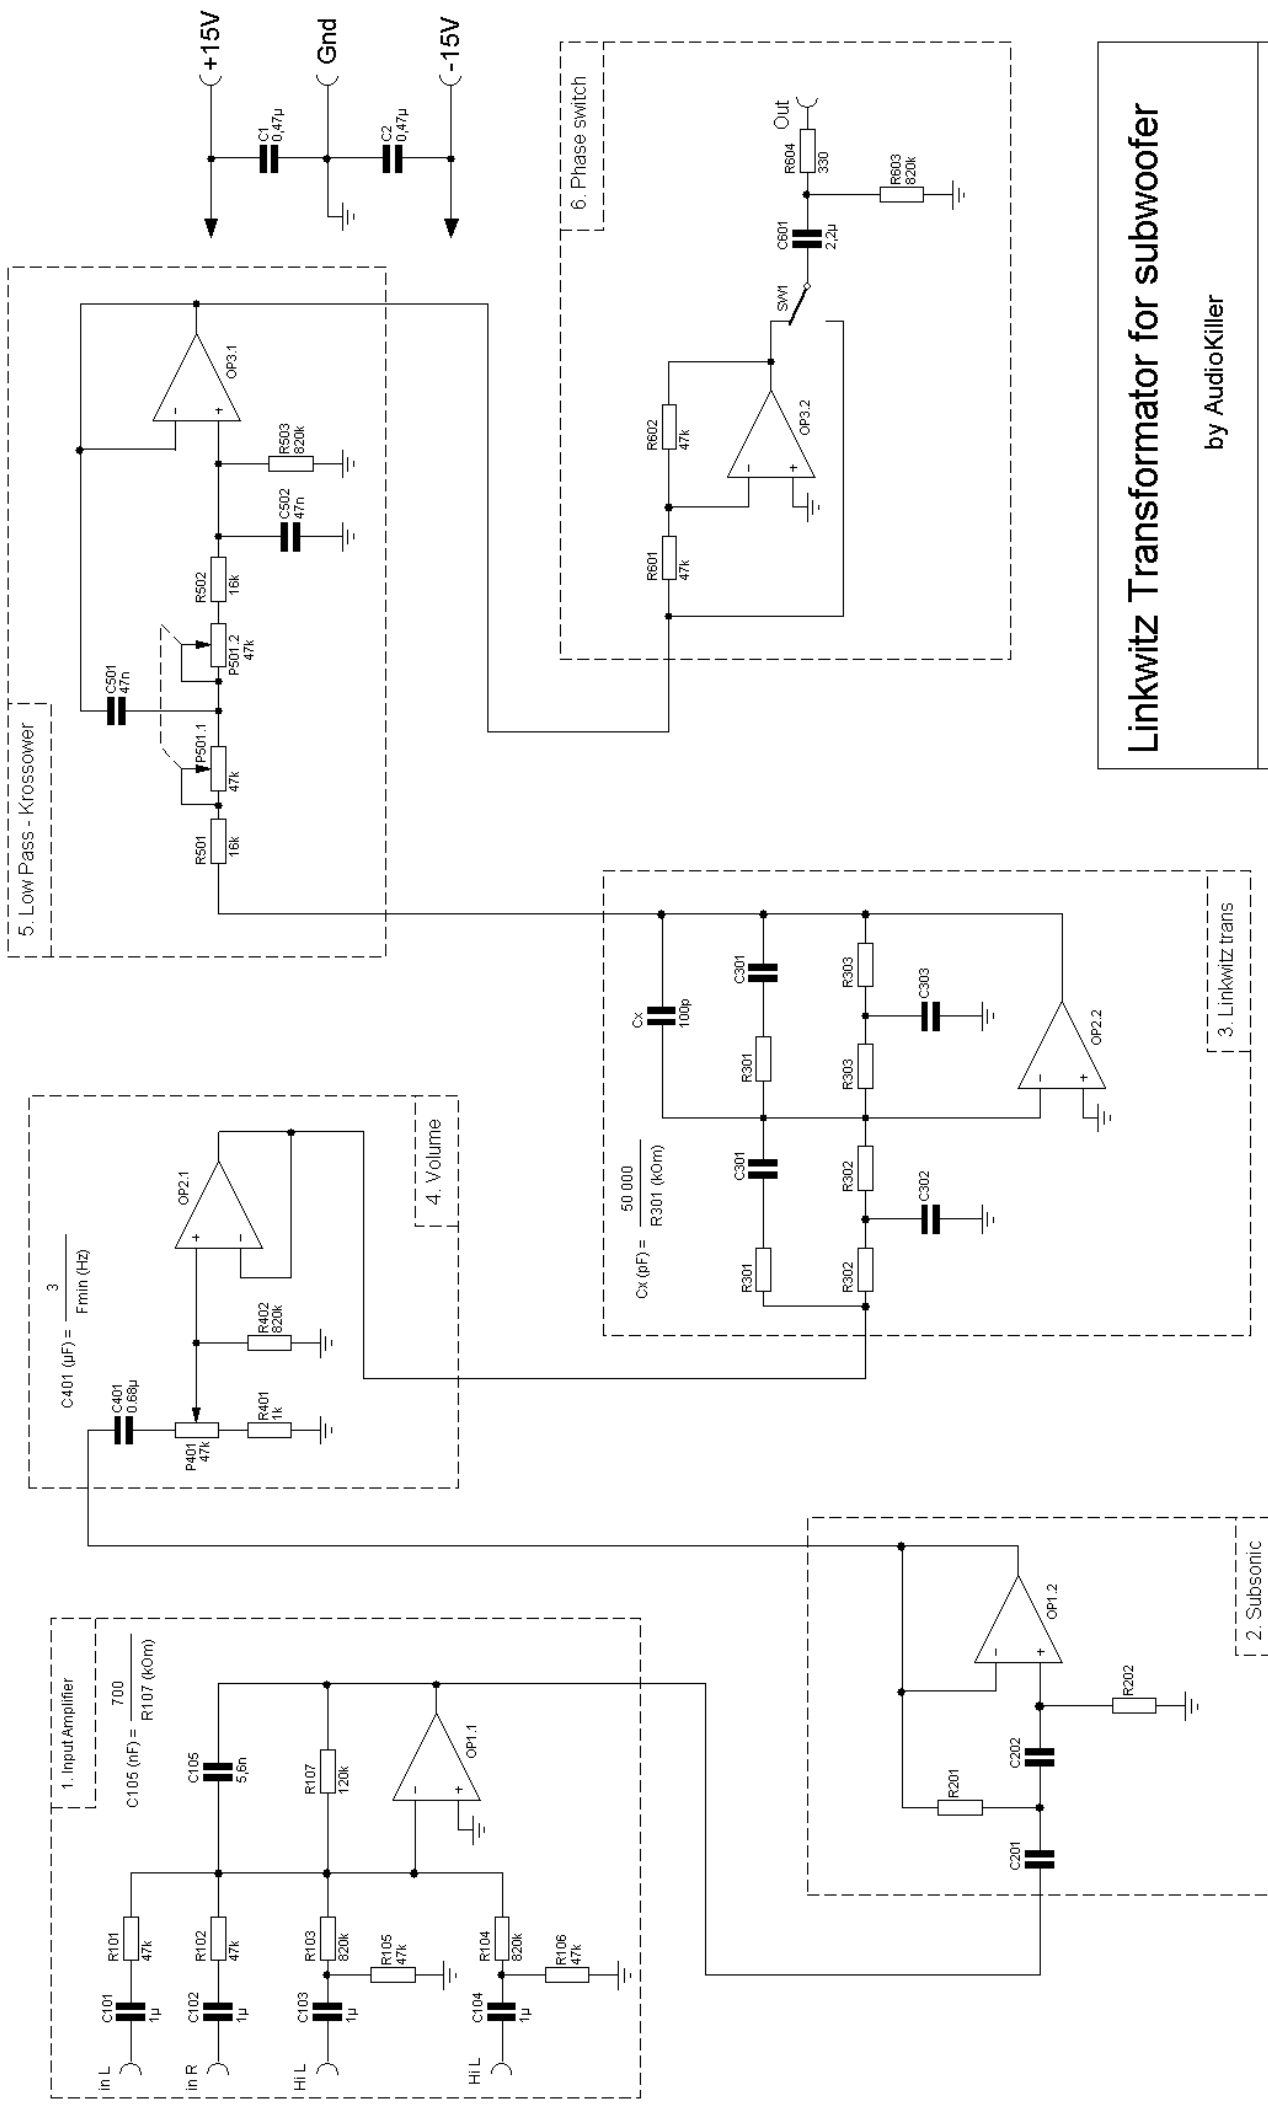 1. Input Amplifier
C105 (nF) =
700
R107 (kOm)
in L
C101
1µ
R101
47k
in R
C102
1µ
R102
47k
Hi L
C103
1µ
R103
820k
R105
47k
Hi L
C104
1µ
R104
820k
R106
47k
C105
5,6n
R107
120k
OP1.1
-
+
2. Subsonic
C201
C202
R201
R202
OP1.2
-
+
4. Volume
C401 (µF) =
3
Fmin (Hz)
C401
0.68µ
P401
47k
R401
1k
R402
820k
OP2.1
+
-
3. Linkwitz trans
Cx (pF) =
50 000
R301 (kOm)
R301
C301
R301
C301
R302
R302
C302
R303
R303
C303
Cx
100p
OP2.2
-
+
5. Low Pass - Krossower
R501
16k
P501.1
47k
C501
47n
P501.2
47k
R502
16k
C502
47n
R503
820k
OP3.1
-
+
+15V
Gnd
-15V
C1
0,47µ
C2
0,47µ
6. Phase switch
R601
47k
R602
47k
OP3.2
-
+
SW1
C601
2,2µ
R604
330
R603
820k
Out
Linkwitz Transformator for subwoofer
by AudioKiller